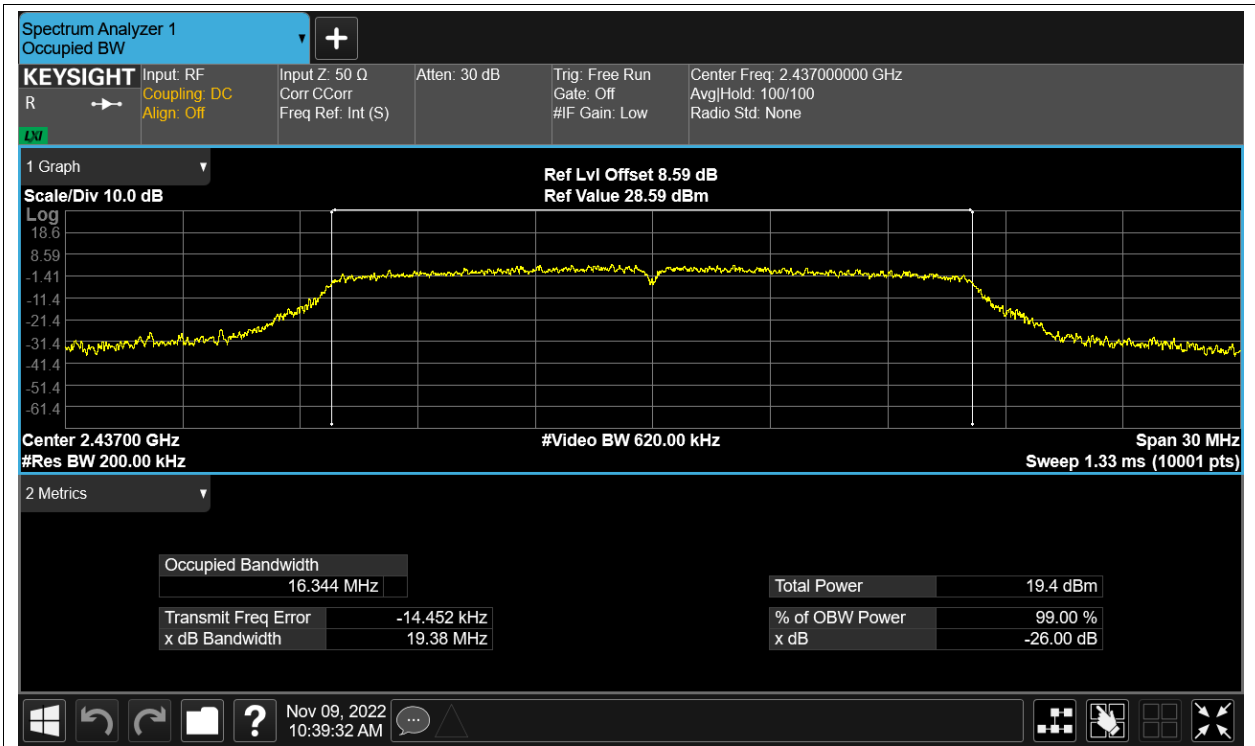 Spectrum Analyzer 1
Occupied BW
KEYSIGHT
R
LXI
Input: RF
Coupling: DC
Align: Off
Input Z: 50 Ω
Corr CCorr
Freq Ref: Int (S)
Atten: 30 dB
Trig: Free Run
Gate: Off
#IF Gain: Low
Center Freq: 2.437000000 GHz
Avg|Hold: 100/100
Radio Std: None
1 Graph
Scale/Div 10.0 dB
Ref Lvl Offset 8.59 dB
Ref Value 28.59 dBm
Log
18.6
8.59
-1.41
-11.4
-21.4
-31.4
-41.4
-51.4
-61.4
Center 2.43700 GHz
#Video BW 620.00 kHz
Span 30 MHz
#Res BW 200.00 kHz
Sweep 1.33 ms (10001 pts)
2 Metrics
Occupied Bandwidth
16.344 MHz
Transmit Freq Error -14.452 kHz
x dB Bandwidth 19.38 MHz
Total Power 19.4 dBm
% of OBW Power 99.00 %
x dB -26.00 dB
?
Nov 09, 2022
10:39:32 AM